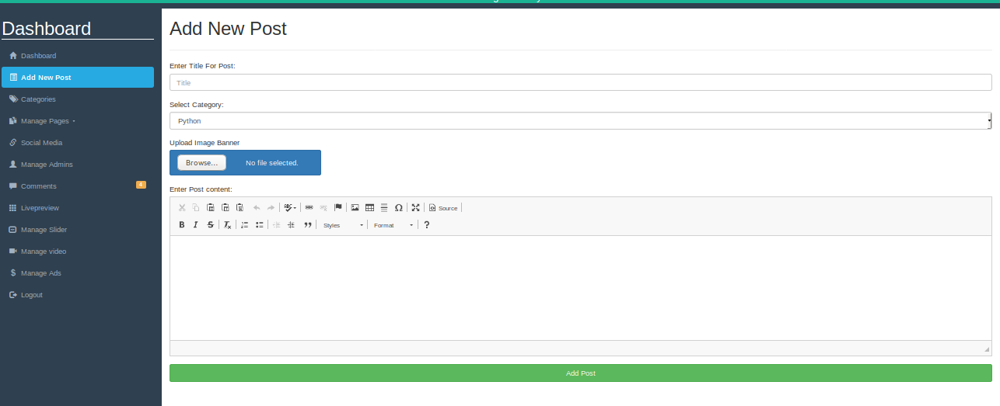 Dashboard
Dashboard
Add New Post
Categories
Manage Pages
Social Media
Manage Admins
Comments 4
Livepreview
Manage Slider
Manage video
Manage Ads
Logout
Add New Post
Enter Title For Post:
Title
Select Category:
Python
Upload Image Banner
Browse... No file selected.
Enter Post content:
ABC Ω Source
B I S Tx Styles Format ?
Add Post